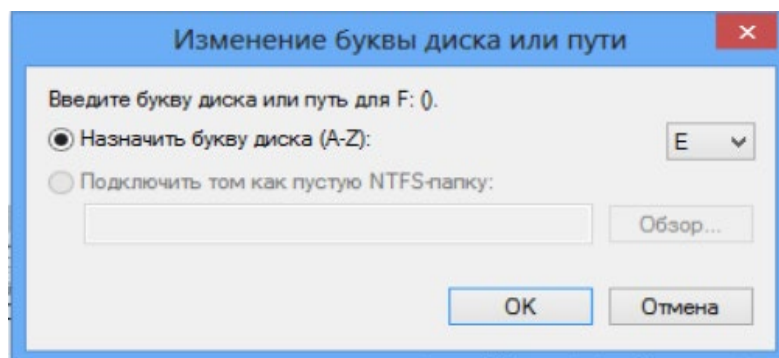 Изменение буквы диска или пути
Введите букву диска или путь для F: ().
Назначить букву диска (A-Z):
E
Подключить том как пустую NTFS-папку:
Обзор...
OK
Отмена